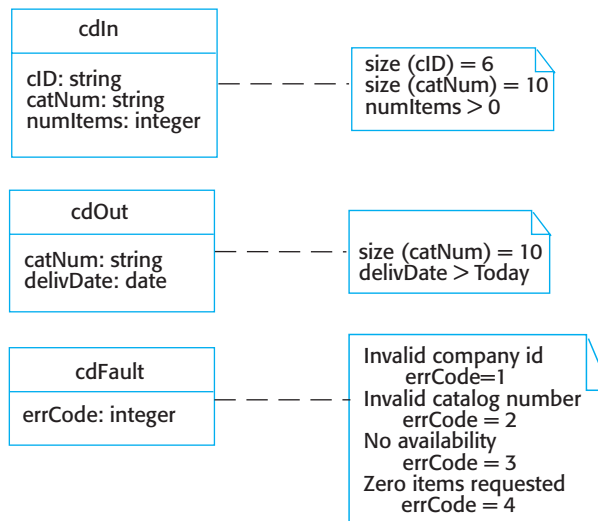 cdIn
cID: string
catNum: string
numItems: integer
size (cID) = 6
size (catNum) = 10
numItems > 0
cdOut
catNum: string
delivDate: date
size (catNum) = 10
delivDate > Today
cdFault
errCode: integer
Invalid company id
errCode=1
Invalid catalog number
errCode = 2
No availability
errCode = 3
Zero items requested
errCode = 4